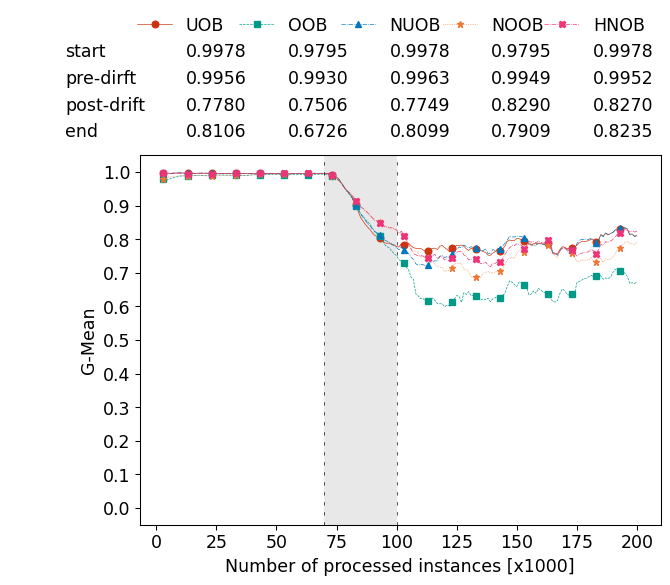 UOB OOB NUOB NOOB HNOB
start 0.9978 0.9795 0.9978 0.9795 0.9978
pre-dirft 0.9956 0.9930 0.9963 0.9949 0.9952
post-drift 0.7780 0.7506 0.7749 0.8290 0.8270
end 0.8106 0.6726 0.8099 0.7909 0.8235
1.0
0.9
0.8
0.7
0.6
0.5
0.4
0.3
0.2
0.1
0.0
G-Mean
0 25 50 75 100 125 150 175 200
Number of processed instances [x1000]